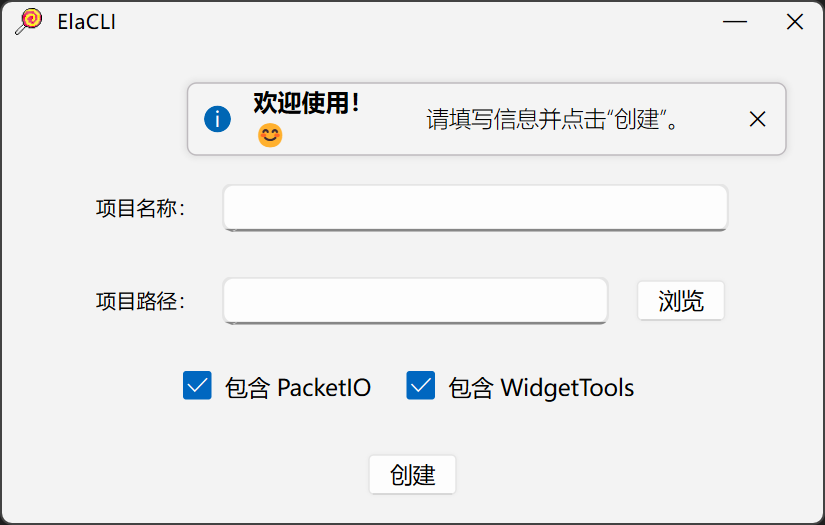 ElaCLI
欢迎使用！
😊
请填写信息并点击“创建”。
项目名称：
项目路径：
浏览
包含 PacketIO
包含 WidgetTools
创建